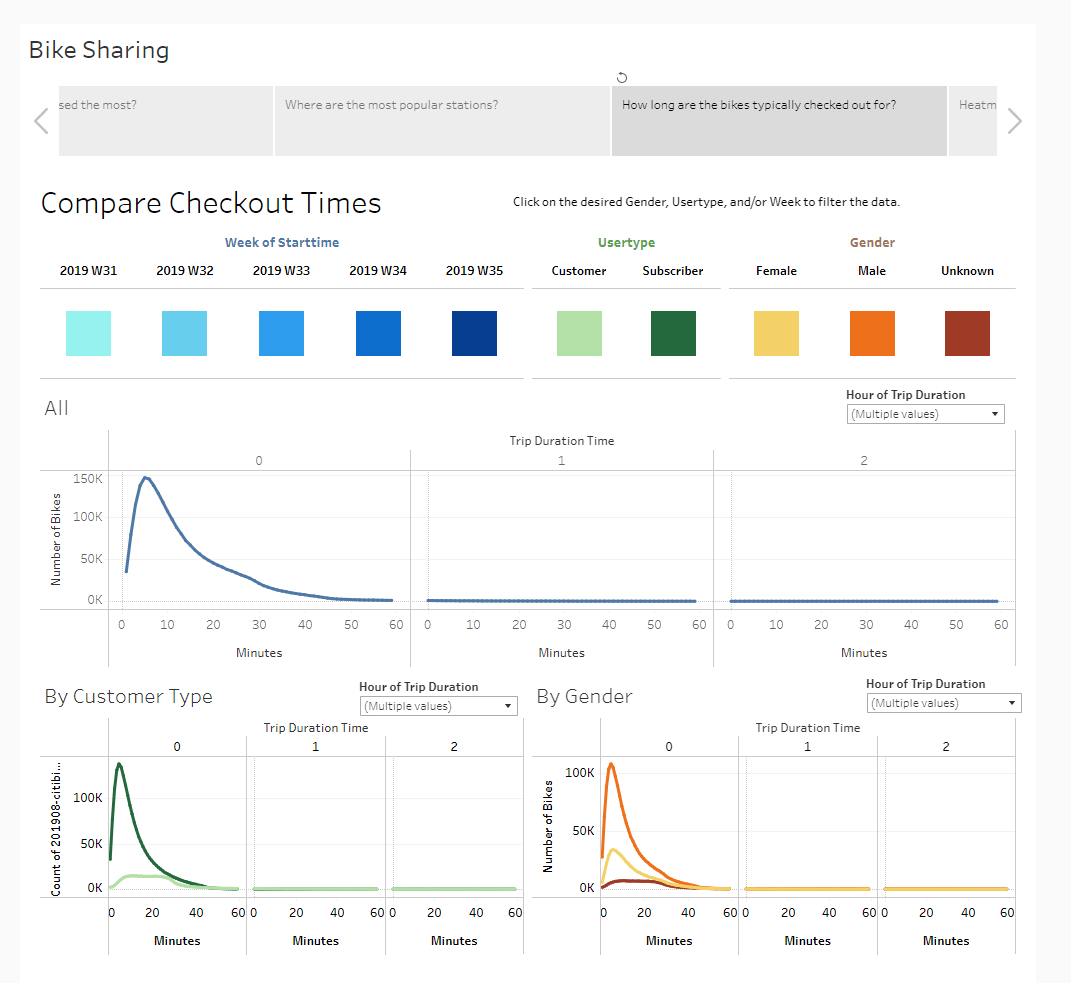 Bike Sharing
sed the most?
Where are the most popular stations?
How long are the bikes typically checked out for?
Heatm
Compare Checkout Times
Click on the desired Gender, Usertype, and/or Week to filter the data.
Week of Starttime
Usertype
Gender
2019 W31 2019 W32 2019 W33 2019 W34 2019 W35
Customer Subscriber
Female Male Unknown
All
Hour of Trip Duration
(Multiple values)
Trip Duration Time
0 1 2
Number of Bikes
150K
100K
50K
0K
0 10 20 30 40 50 60 0 10 20 30 40 50 60 0 10 20 30 40 50 60
Minutes Minutes Minutes
By Customer Type
Hour of Trip Duration
(Multiple values)
Trip Duration Time
0 1 2
Count of 201908-citibi...
100K
50K
0K
0 20 40 60 0 20 40 60 0 20 40 60
Minutes Minutes Minutes
By Gender
Hour of Trip Duration
(Multiple values)
Trip Duration Time
0 1 2
Number of Bikes
100K
50K
0K
0 20 40 60 0 20 40 60 0 20 40 60
Minutes Minutes Minutes